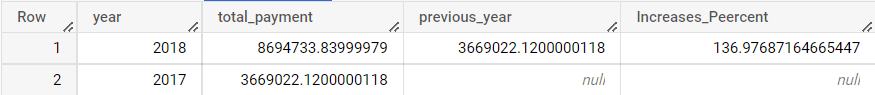 Row year total_payment previous_year Increases_Peercent
1 2018 8694733.83999979 3669022.1200000118 136.97687164665447
2 2017 3669022.1200000118 null null